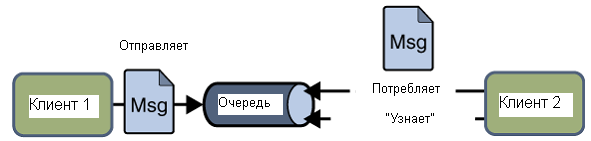 Отправляет
Msg
Клиент 1
Msg
Очередь
Потребляет
"Узнает"
Клиент 2